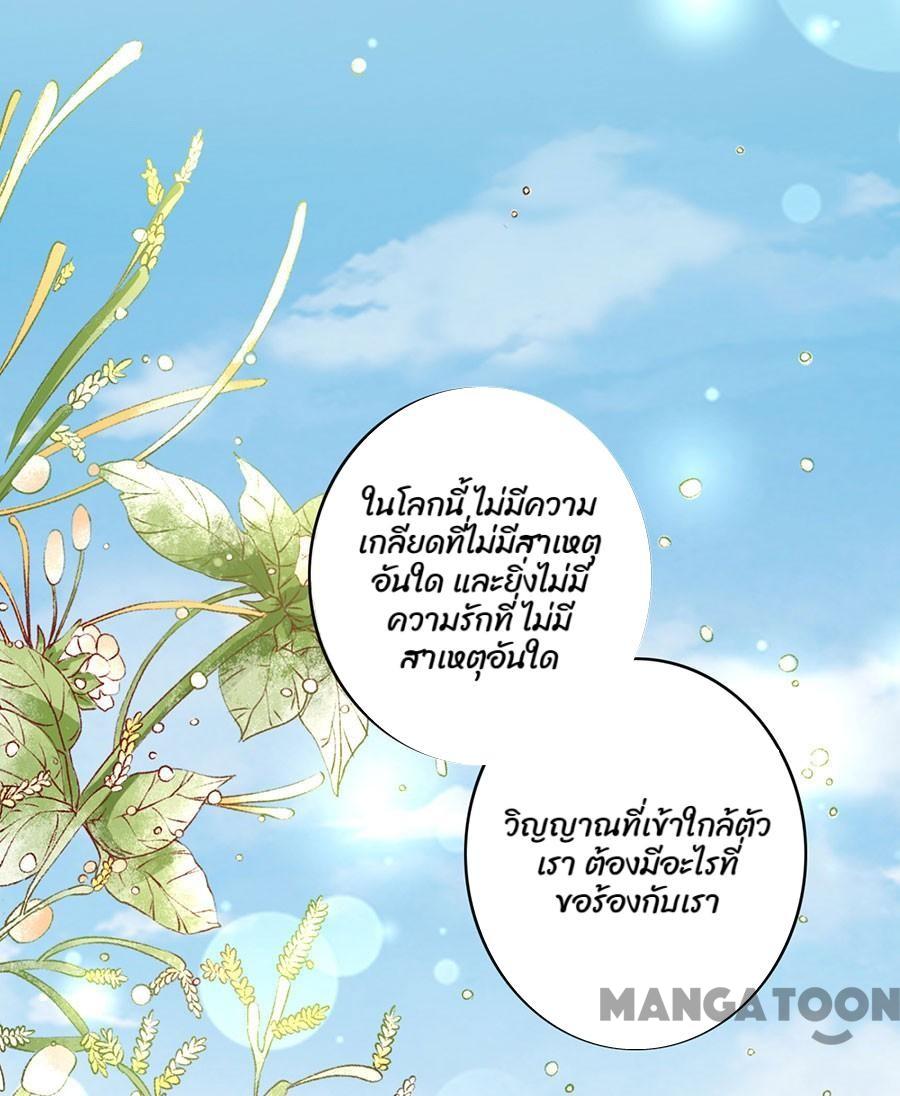 ในโลกนี้ ไม่มีความ
เกลียดที่ไม่มีสาเหตุ
อันใด และยิ่งไม่มี
ความรักที่ ไม่มี
สาเหตุอันใด
วิญญาณที่เข้าใกล้ตัว
เรา ต้องมีอะไรที่
ขอร้องกับเรา
MANGATOON